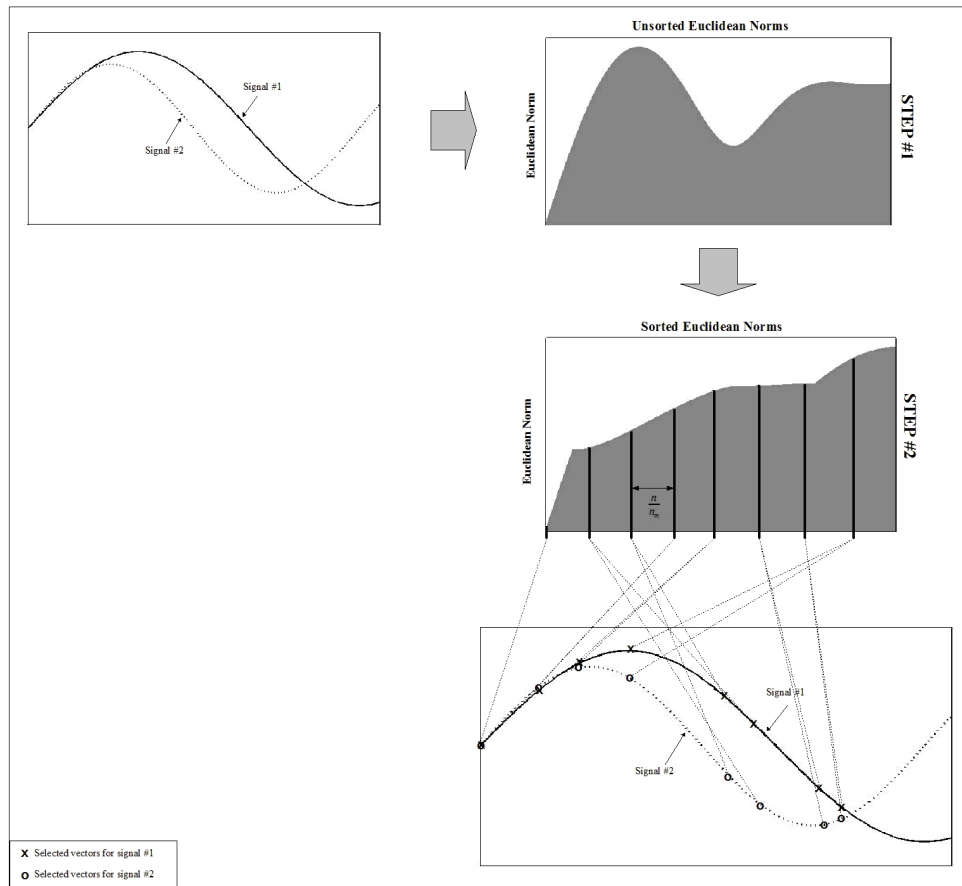 Signal #1
Signal #2
Unsorted Euclidean Norms
Euclidean Norm
STEP #1
Sorted Euclidean Norms
Euclidean Norm
STEP #2
n
n_n
Signal #1
Signal #2
X Selected vectors for signal #1
o Selected vectors for signal #2